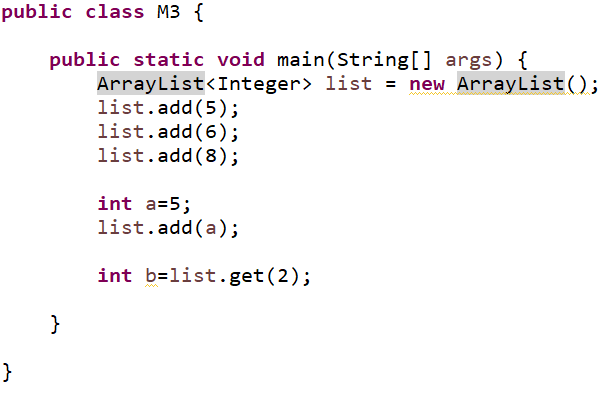 public class M3 {
public static void main(String[] args) {
ArrayList<Integer> list = new ArrayList();
list.add(5);
list.add(6);
list.add(8);
int a=5;
list.add(a);
int b=list.get(2);
}
}